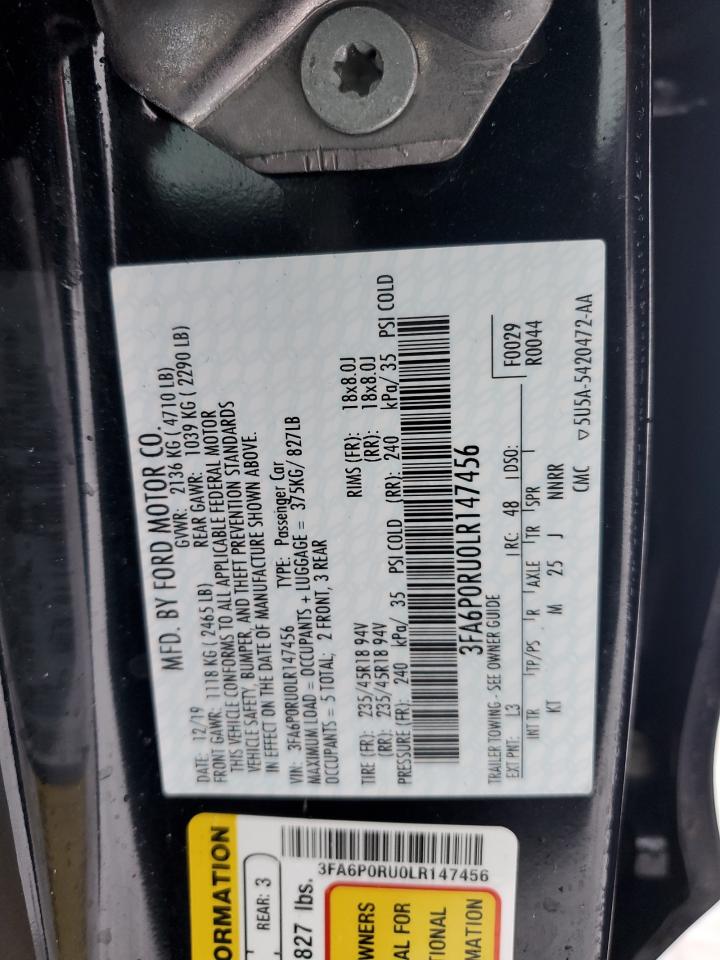 MFD. BY FORD MOTOR CO.
DATE: 12/19 GVWR: 2136 KG ( 4710 LB)
FRONT GAWR: 1118 KG ( 2465 LB) REAR GAWR: 1039 KG ( 2290 LB)
THIS VEHICLE CONFORMS TO ALL APPLICABLE FEDERAL MOTOR
VEHICLE SAFETY, BUMPER, AND THEFT PREVENTION STANDARDS
IN EFFECT ON THE DATE OF MANUFACTURE SHOWN ABOVE.
VIN: 3FA6P0RU0LR147456 TYPE: Passenger Car
MAXIMUM LOAD = OCCUPANTS + LUGGAGE = 375KG/ 827LB
OCCUPANTS = 5 TOTAL; 2 FRONT, 3 REAR
TIRE (FR): 235/45R18 94V RIMS (FR): 18x8.0J
(RR): 235/45R18 94V (RR): 18x8.0J
PRESSURE (FR): 240 kPa/ 35 PSI COLD (RR): 240 kPa/ 35 PSI COLD
3FA6P0RU0LR147456
TRAILER TOWING - SEE OWNER GUIDE
EXT PNT: L3 RC: 48 DSO: F0029
R0044
INT TR TP/PS R AXLE TR SPR
KT M 25 J NNRR
CMC ▽5U5A-5420472-AA
ORMATION
REAR: 3
827 lbs.
3FA6P0RU0LR147456
WNERS
AL FOR
TIONAL
MATION